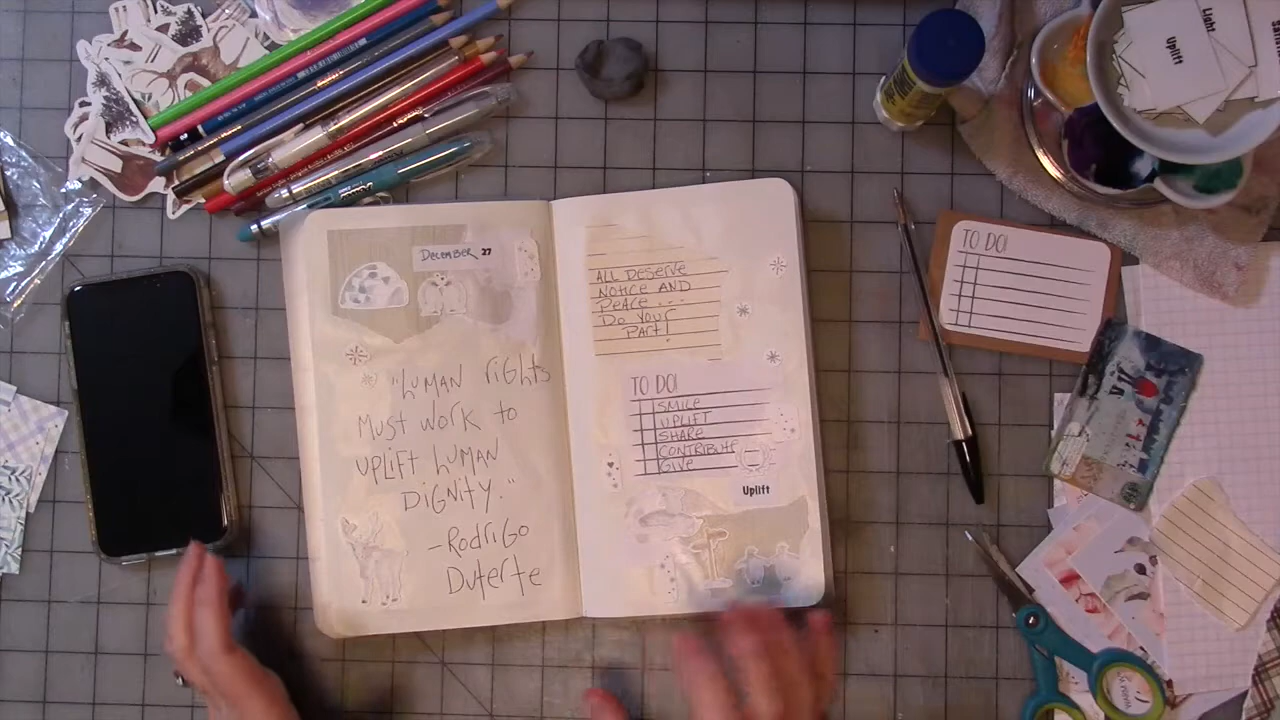 DECEMBER 27
"HUMAN rights
Must work to
UPLIFT HUMAN
DIGNITY."
-Rodrigo
Duterte
ALL DESERVE
NOTICE AND
PEACE...
Do Your
Part!
TO DO!
SMILE
UPLIFT
SHARE
CONTRIBUTE
GIVE
Uplift
TO DO!
Uplift
Light